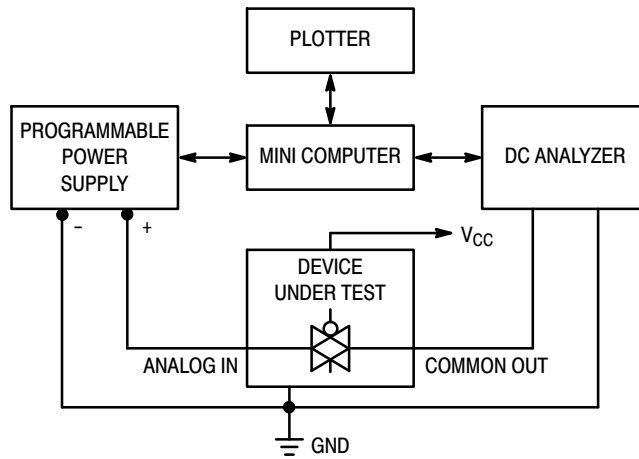 PLOTTER
PROGRAMMABLE
POWER
SUPPLY
MINI COMPUTER
DC ANALYZER
- +
VCC
DEVICE
UNDER TEST
ANALOG IN
COMMON OUT
GND